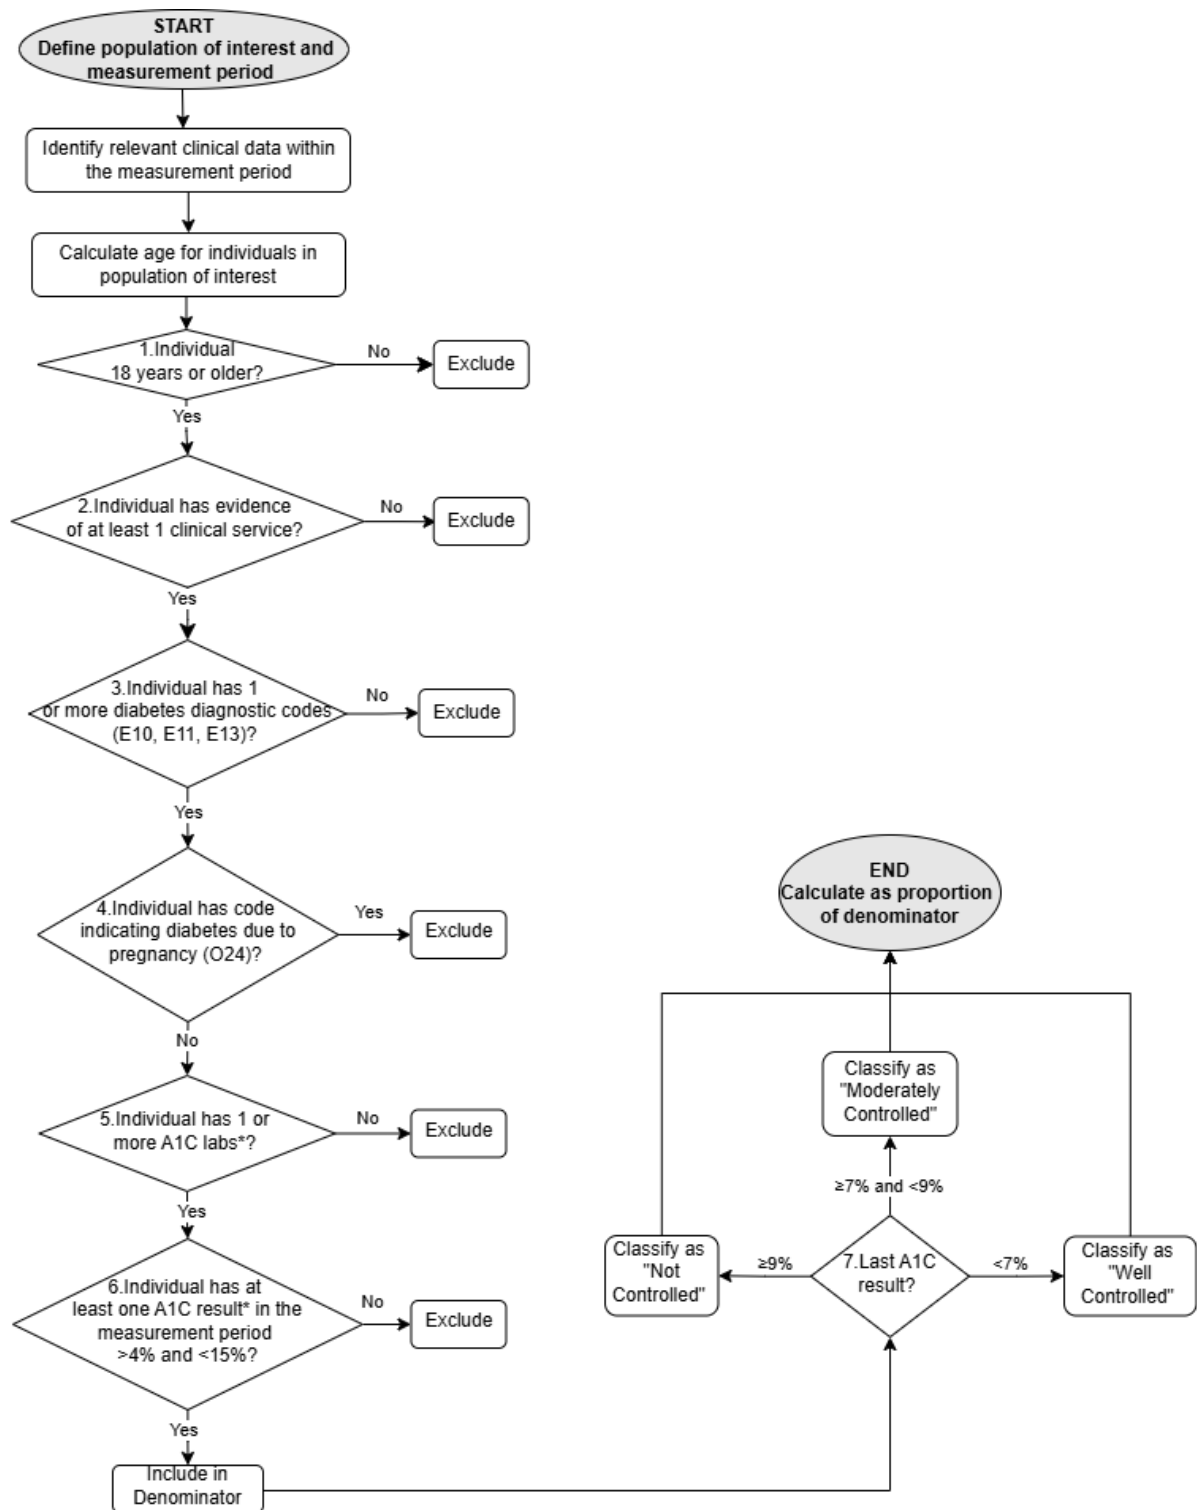 START
Define population of interest and
measurement period
Identify relevant clinical data within
the measurement period
Calculate age for individuals in
population of interest
1.Individual
18 years or older?
No
Exclude
Yes
2.Individual has evidence
of at least 1 clinical service?
No
Exclude
Yes
3.Individual has 1
or more diabetes diagnostic codes
(E10, E11, E13)?
No
Exclude
Yes
4.Individual has code
indicating diabetes due to
pregnancy (O24)?
Yes
Exclude
No
5.Individual has 1 or
more A1C labs*?
No
Exclude
Yes
6.Individual has at
least one A1C result* in the
measurement period
>4% and <15%?
No
Exclude
Yes
Include in
Denominator
7.Last A1C
result?
≥9%
Classify as
"Not
Controlled"
≥7% and <9%
Classify as
"Moderately
Controlled"
<7%
Classify as
"Well
Controlled"
END
Calculate as proportion
of denominator